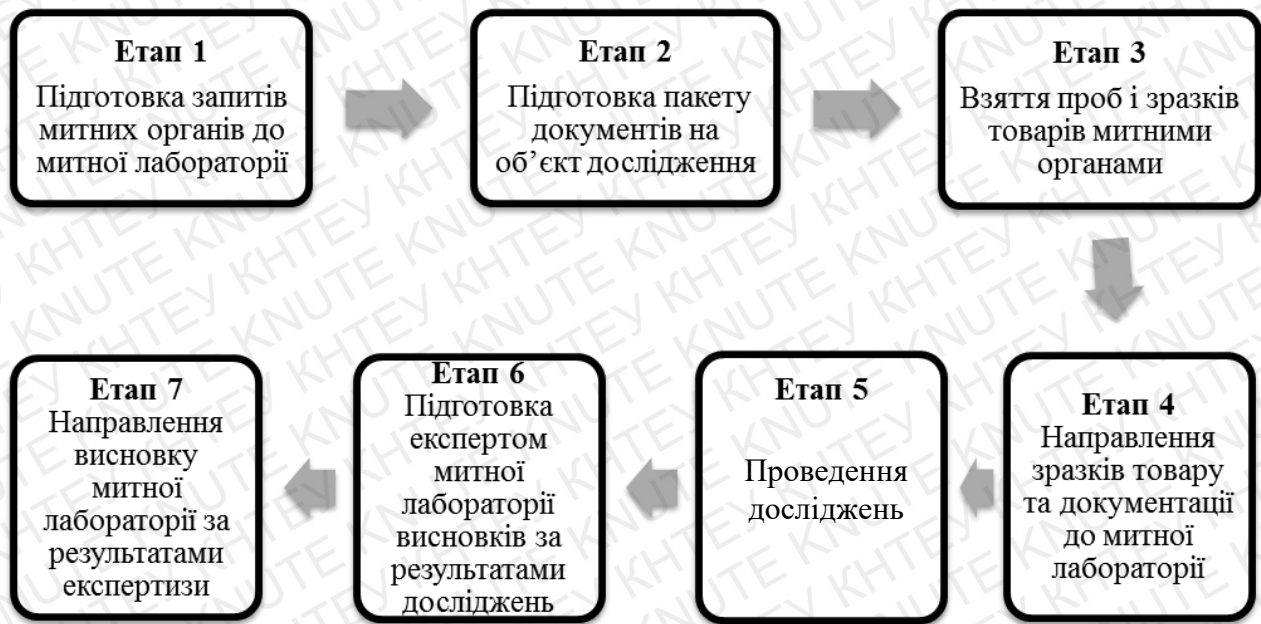 Етап 1
Підготовка запитів
митних органів до
митної лабораторії
Етап 2
Підготовка пакету
документів на
об’єкт дослідження
Етап 3
Взяття проб і зразків
товарів митними
органами
Етап 4
Направлення
зразків товару
та документації
до митної
лабораторії
Етап 5
Проведення
досліджень
Етап 6
Підготовка
експертом
митної
лабораторії
висновків за
результатами
досліджень
Етап 7
Направлення
висновку
митної
лабораторії за
результатами
експертизи